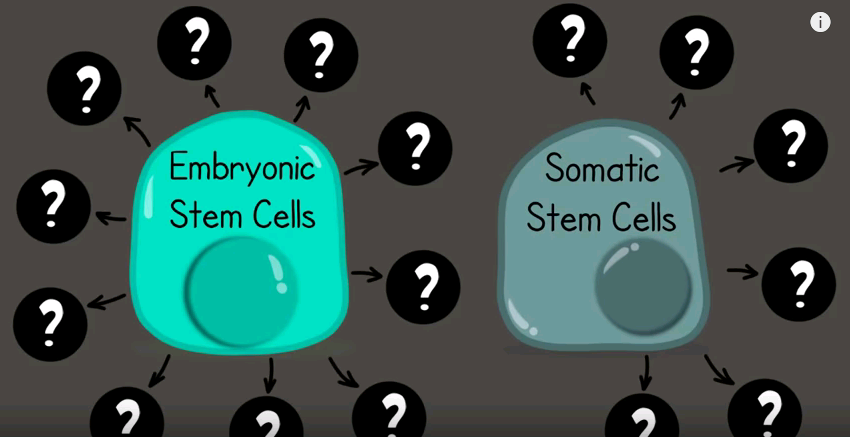 ? ? ? ? i
? ?
? ?
Embryonic
Stem Cells
Somatic
Stem Cells
?
? ?
?
? ? ? ? ?